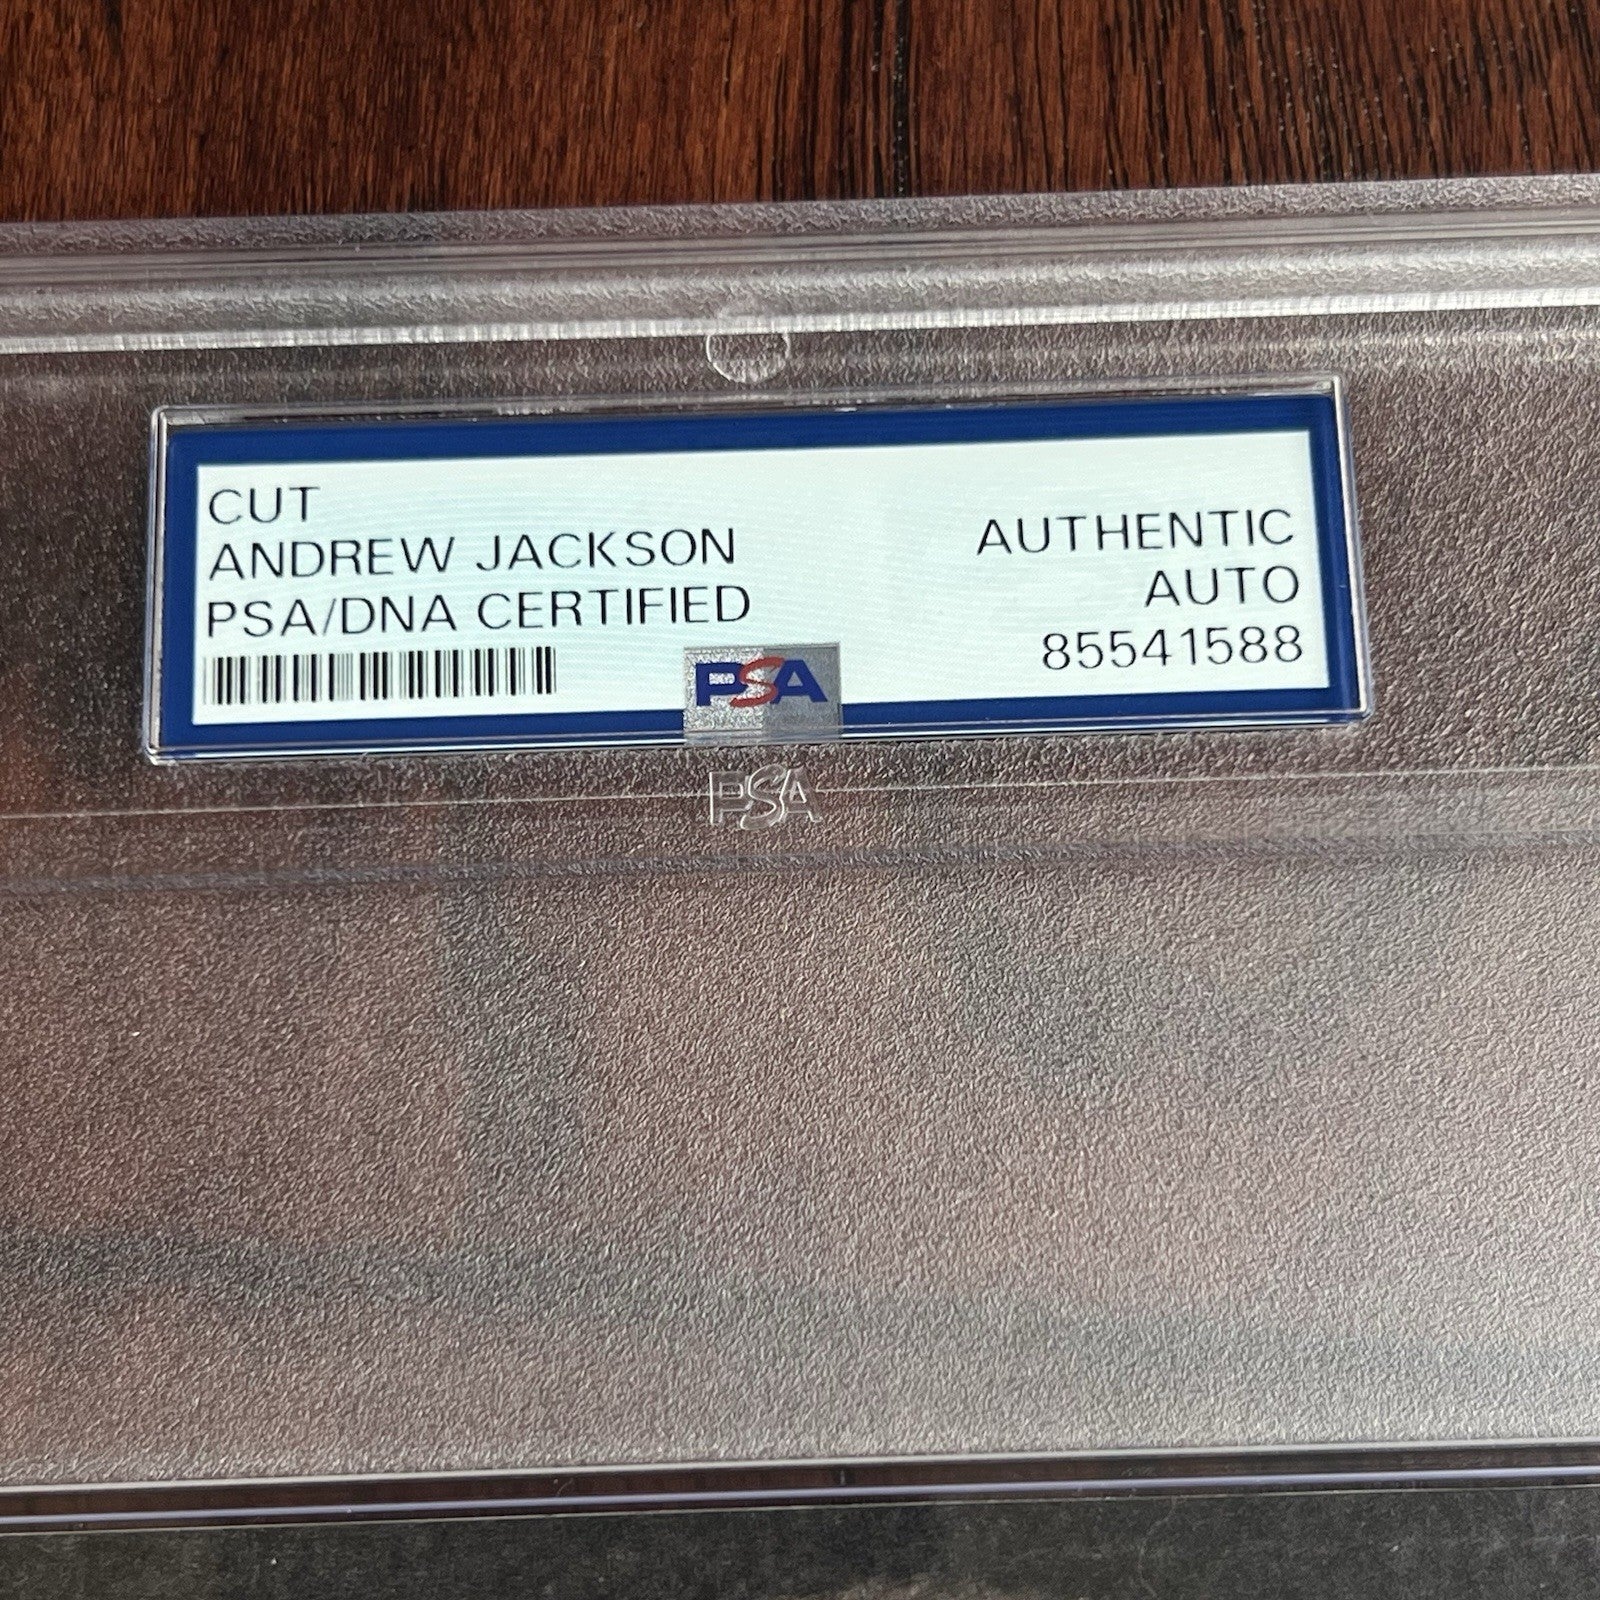 CUT
ANDREW JACKSON
PSA/DNA CERTIFIED
AUTHENTIC
AUTO
85541588
PSA
PSA